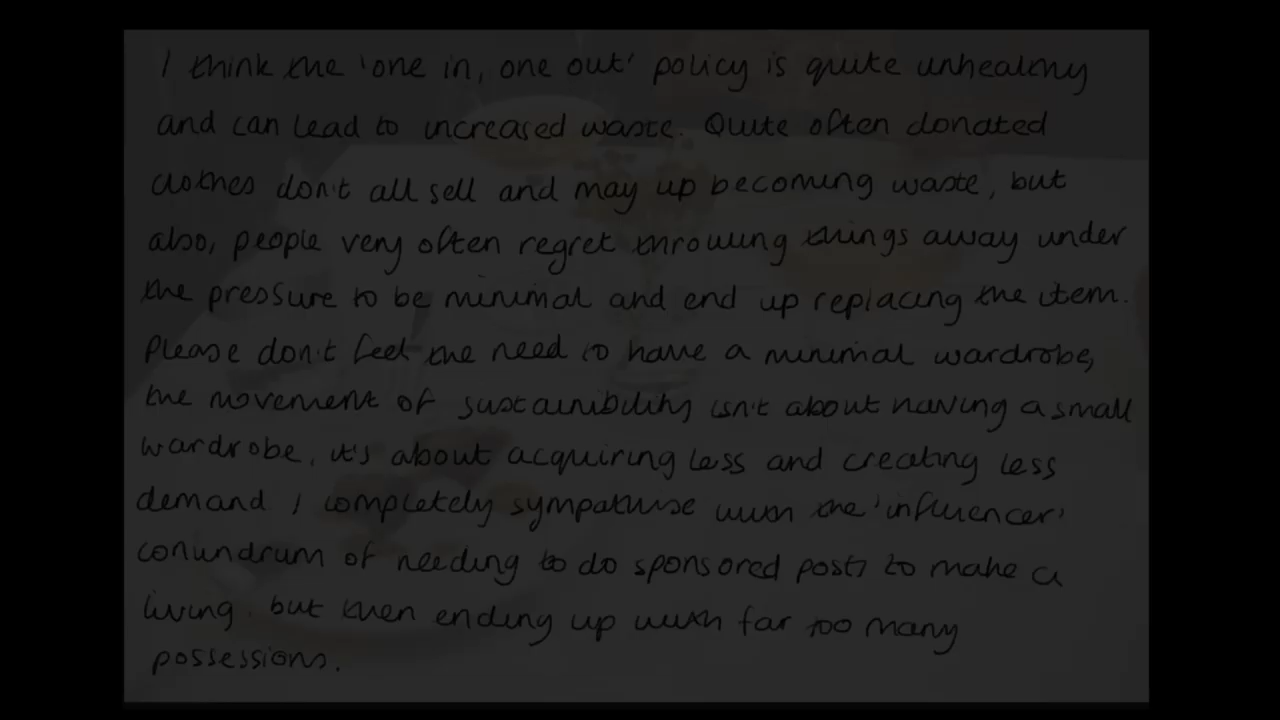 I think the 'one in, one out' policy is quite unhealthy
and can lead to increased waste. Quite often donated
clothes don't all sell and may up becoming waste, but
also, people very often regret throwing things away under
the pressure to be minimal and end up replacing the item.
Please don't feel the need to have a minimal wardrobe,
the movement of sustainibility isn't about having a small
wardrobe, it's about acquiring less and creating less
demand. I completely sympathise with the 'influencer'
conundrum of needing to do sponsored posts to make a
living but then ending up with far too many
possessions.